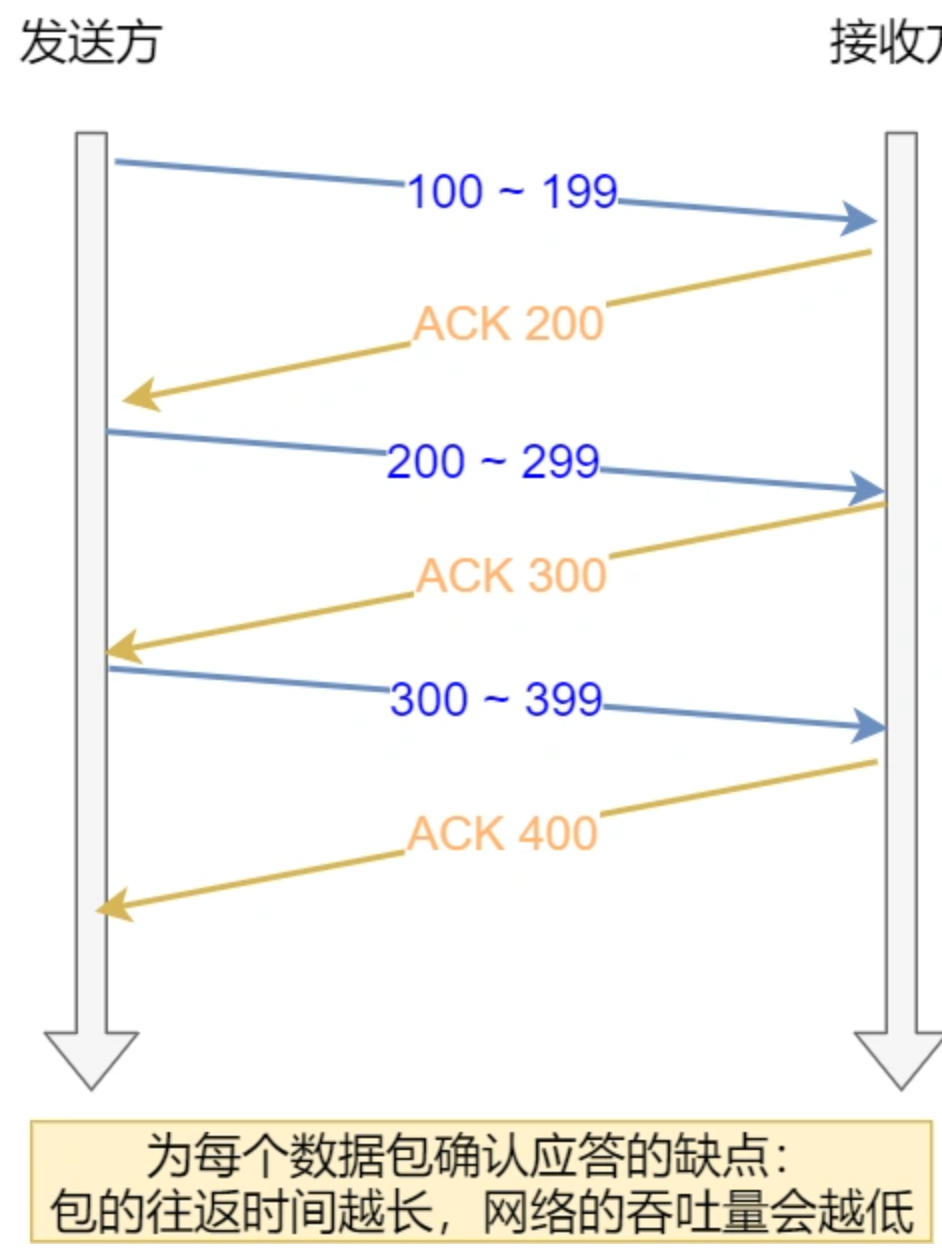 发送方
接收
100 ~ 199
ACK 200
200 ~ 299
ACK 300
300 ~ 399
ACK 400
为每个数据包确认应答的缺点：
包的往返时间越长，网络的吞吐量会越低